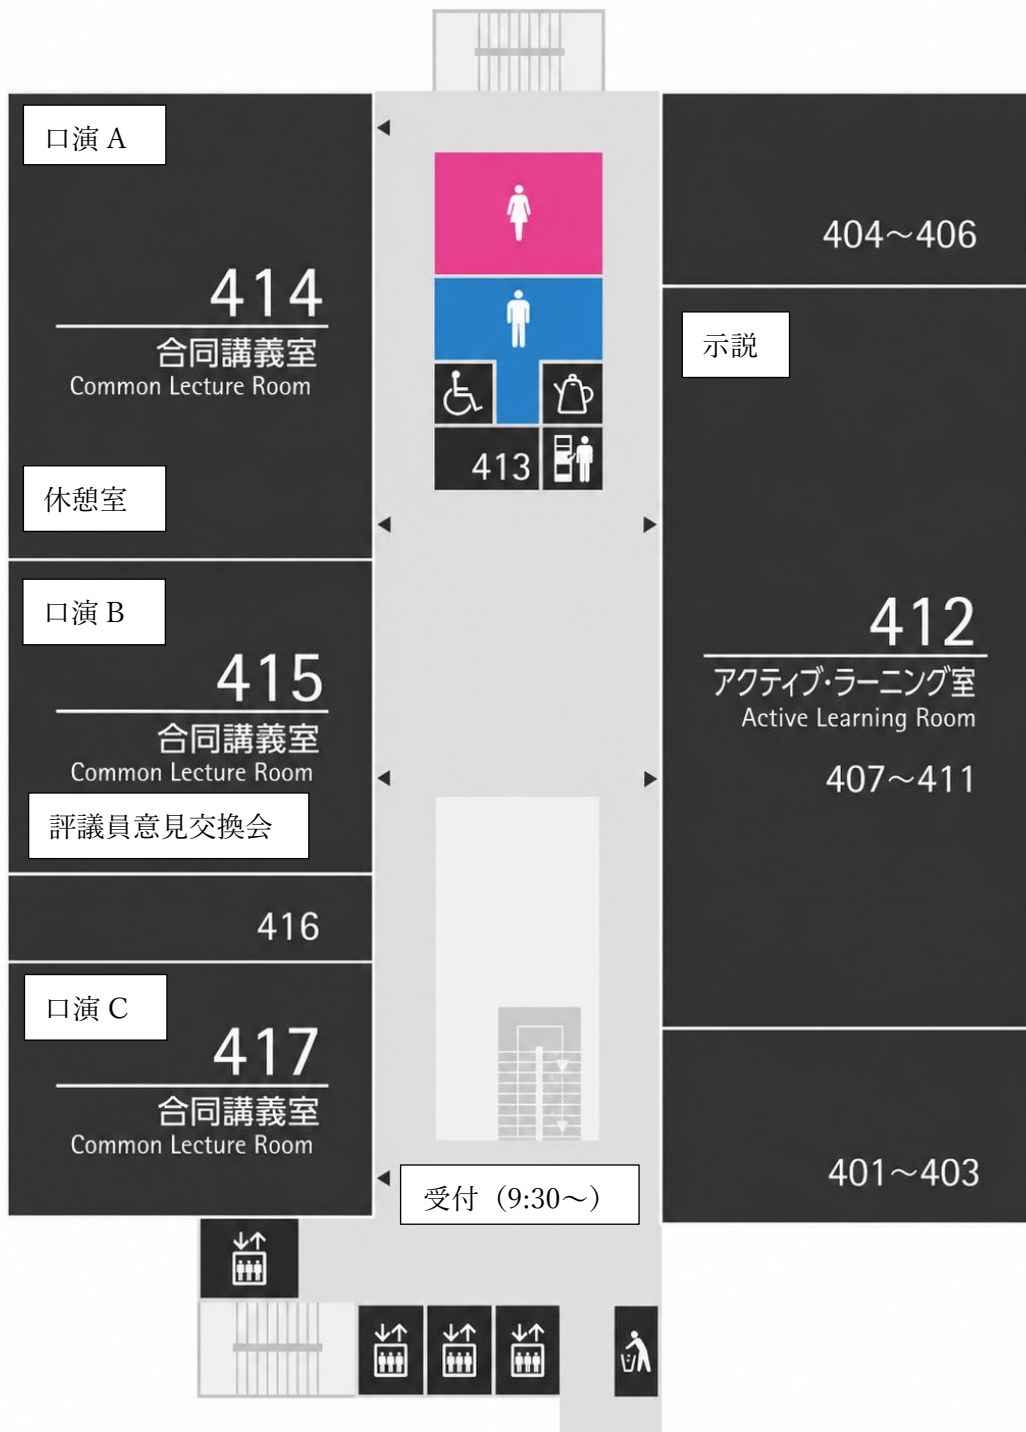 口演 A
414
合同講義室
Common Lecture Room
休憩室
口演 B
415
合同講義室
Common Lecture Room
評議員意見交換会
416
口演 C
417
合同講義室
Common Lecture Room
413
受付（9:30～）
404～406
示説
412
アクティブ・ラーニング室
Active Learning Room
407～411
401～403